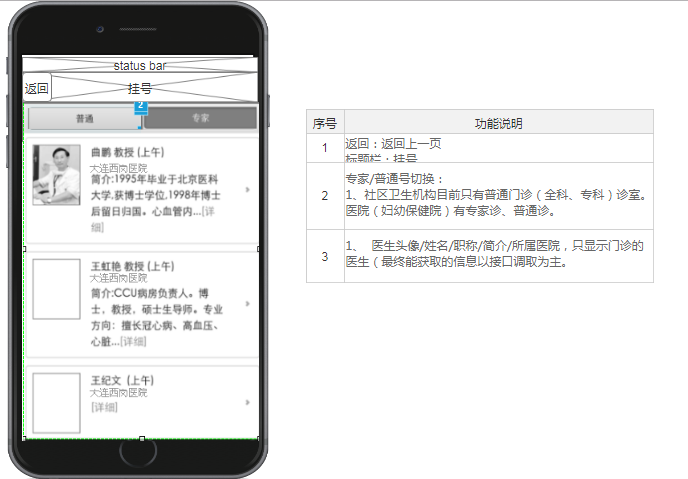 status bar
返回
挂号
2
普通
专家
曲鹏 教授 (上午)
大连西岗医院
简介:1995年毕业于北京医科
大学,获博士学位,1998年博士
后留日归国。心血管内...[详
细]
王虹艳 教授 (上午)
大连西岗医院
简介:CCU病房负责人。博
士，教授，硕士生导师。专业
方向：擅长冠心病、高血压、
心脏...[详细]
王纪文 (上午)
大连西岗医院
[详细]
序号 功能说明
1 返回：返回上一页
标题栏：挂号
2 专家/普通号切换：
1、社区卫生机构目前只有普通门诊（全科、专科）诊室。
医院（妇幼保健院）有专家诊、普通诊。
3 1、 医生头像/姓名/职称/简介/所属医院，只显示门诊的
医生（最终能获取的信息以接口调取为主。